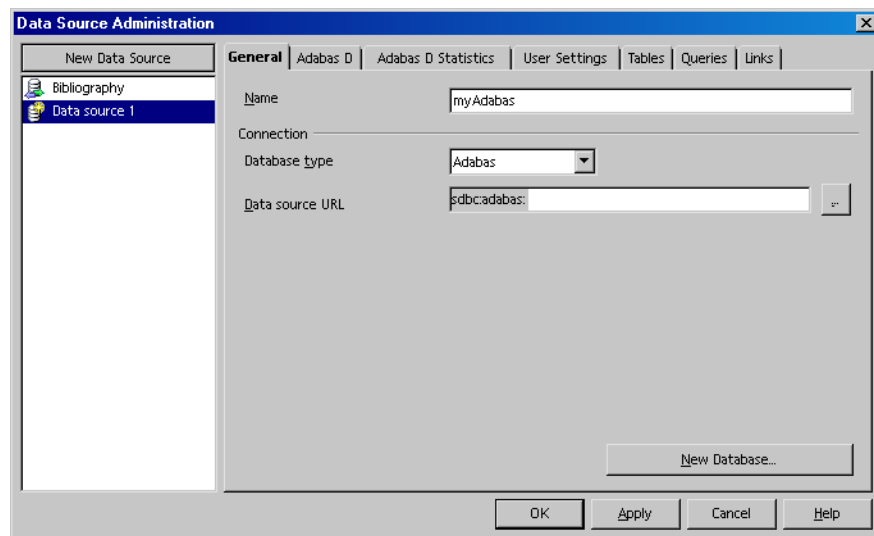 Data Source Administration
New Data Source
General Adabas D Adabas D Statistics User Settings Tables Queries Links
Bibliography
Data source 1
Name myAdabas
Connection
Database type Adabas
Data source URL sdbc:adabas: ...
New Database...
OK Apply Cancel Help